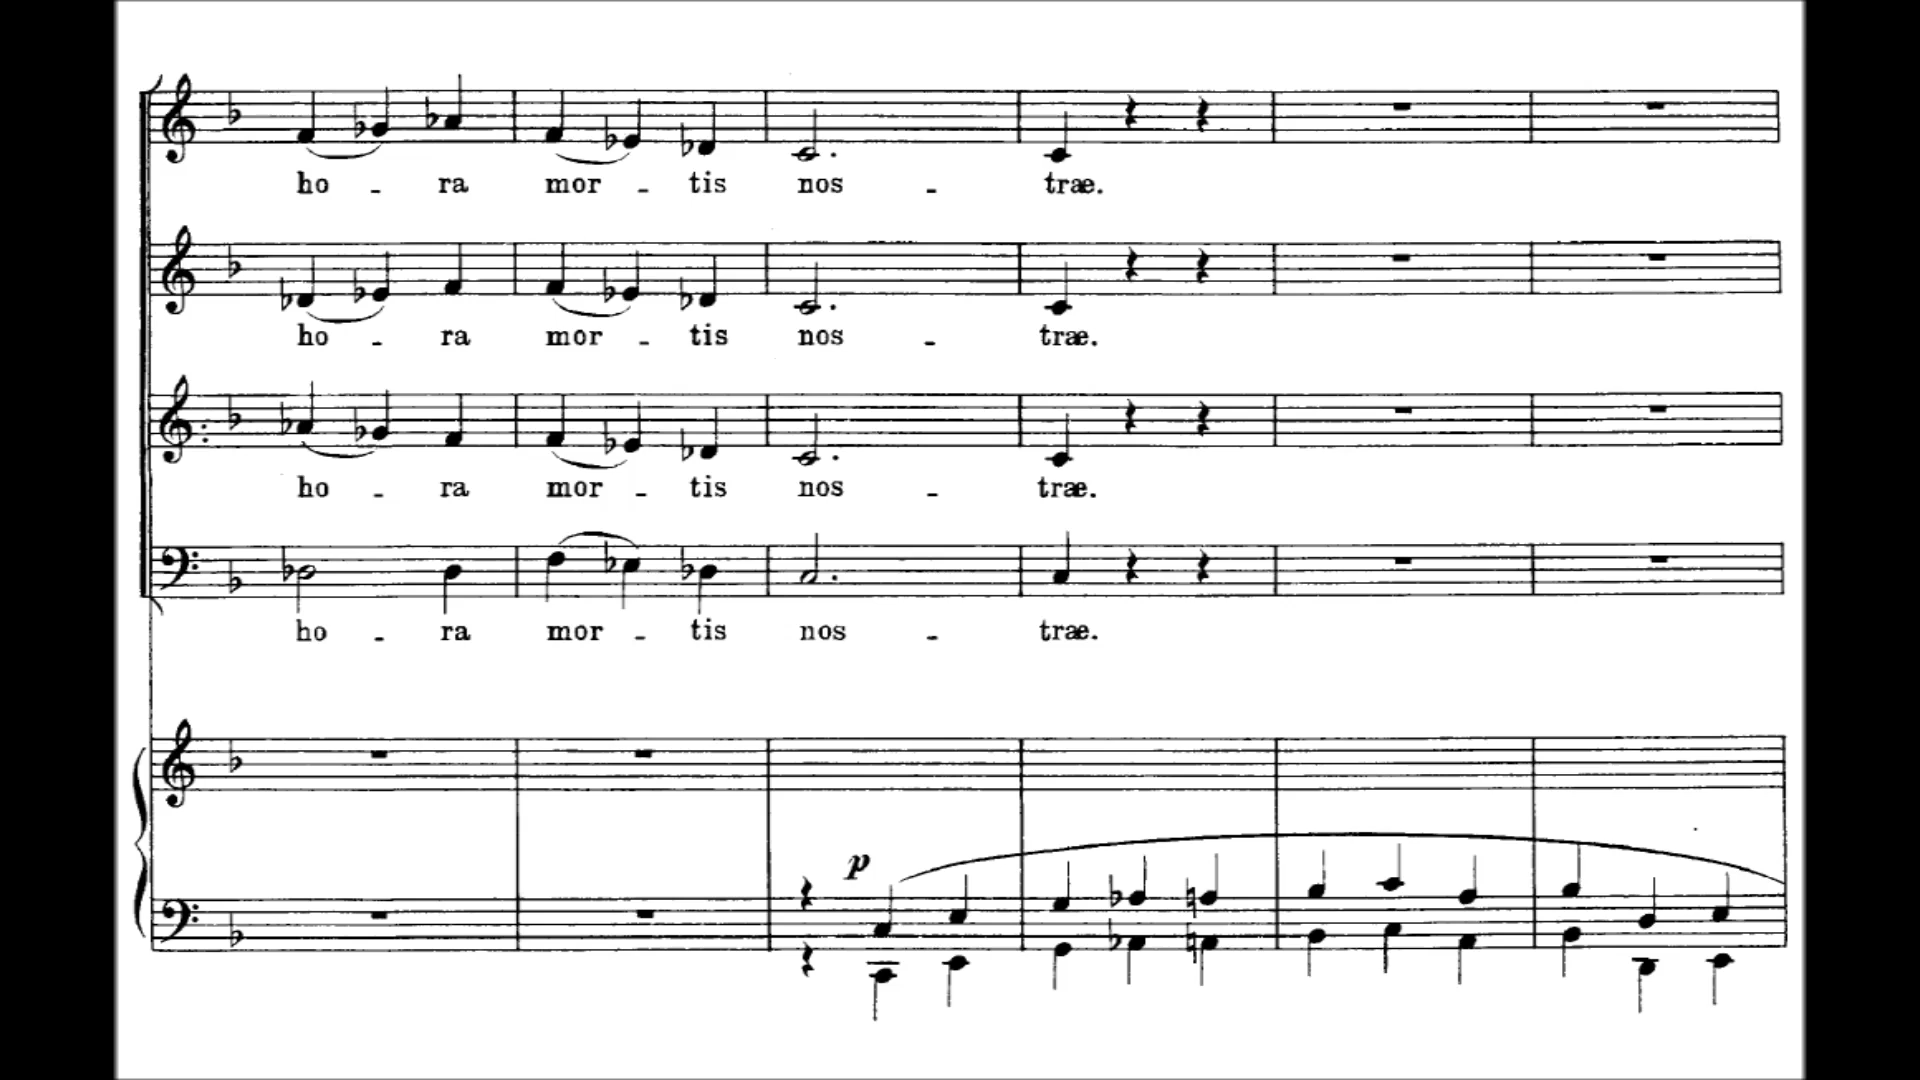 ho - ra mor - tis nos - træ.
ho - ra mor - tis nos - træ.
ho - ra mor - tis nos - træ.
ho - ra mor - tis nos - træ.
p